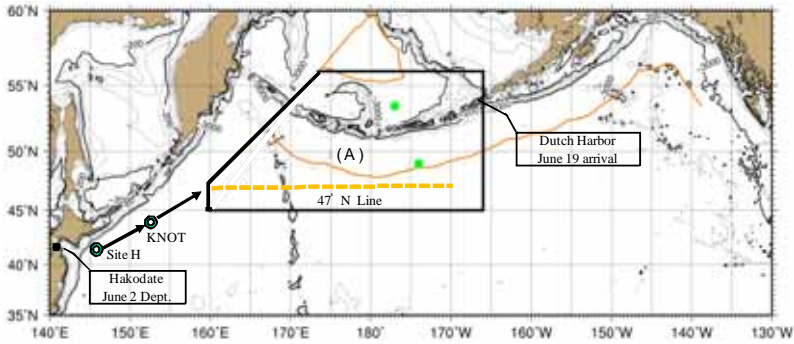 60°N
55°N
50°N
45°N
40°N
35°N
(A)
Dutch Harbor
June 19 arrival
47° N Line
KNOT
Site H
Hakodate
June 2 Dept.
140°E 150°E 160°E 170°E 180°W 170°W 160°W 150°W 140°W 130°W